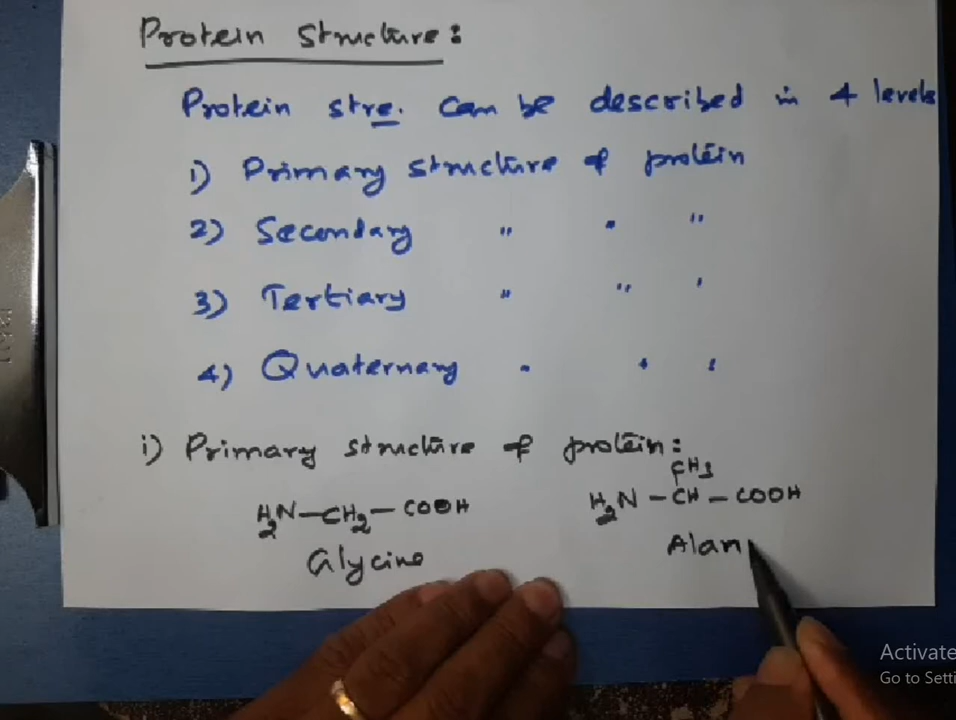 Protein Structure:
Protein stre. can be described in 4 levels
1) Primary structure of protein
2) Secondary " " "
3) Tertiary " " "
4) Quaternary " " "
i) Primary structure of protein:
CH3
H2N-CH2-COOH H2N-CH-COOH
Glycine Alan
Activate
Go to Setti